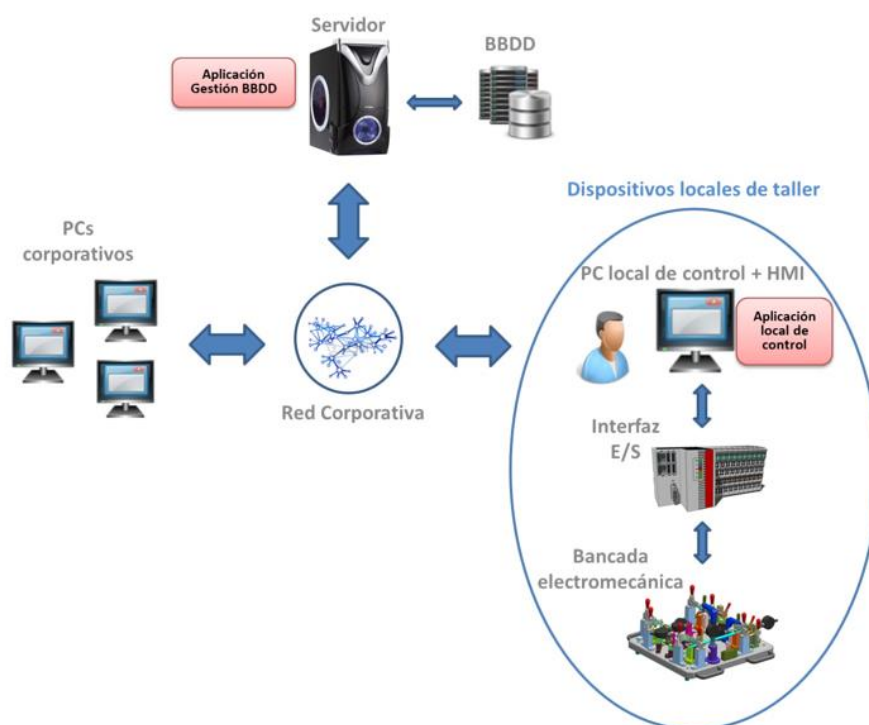 Servidor
Aplicación
Gestión BBDD
BBDD
Dispositivos locales de taller
PCs
corporativos
PC local de control + HMI
Aplicación
local de
control
Red Corporativa
Interfaz
E/S
Bancada
electromecánica